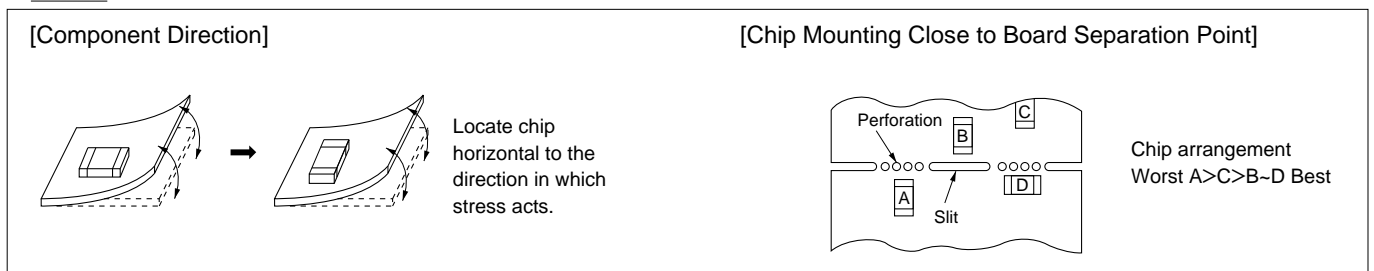 [Component Direction]
Locate chip
horizontal to the
direction in which
stress acts.
[Chip Mounting Close to Board Separation Point]
Perforation
C
B
A
D
Slit
Chip arrangement
Worst A>C>B~D Best